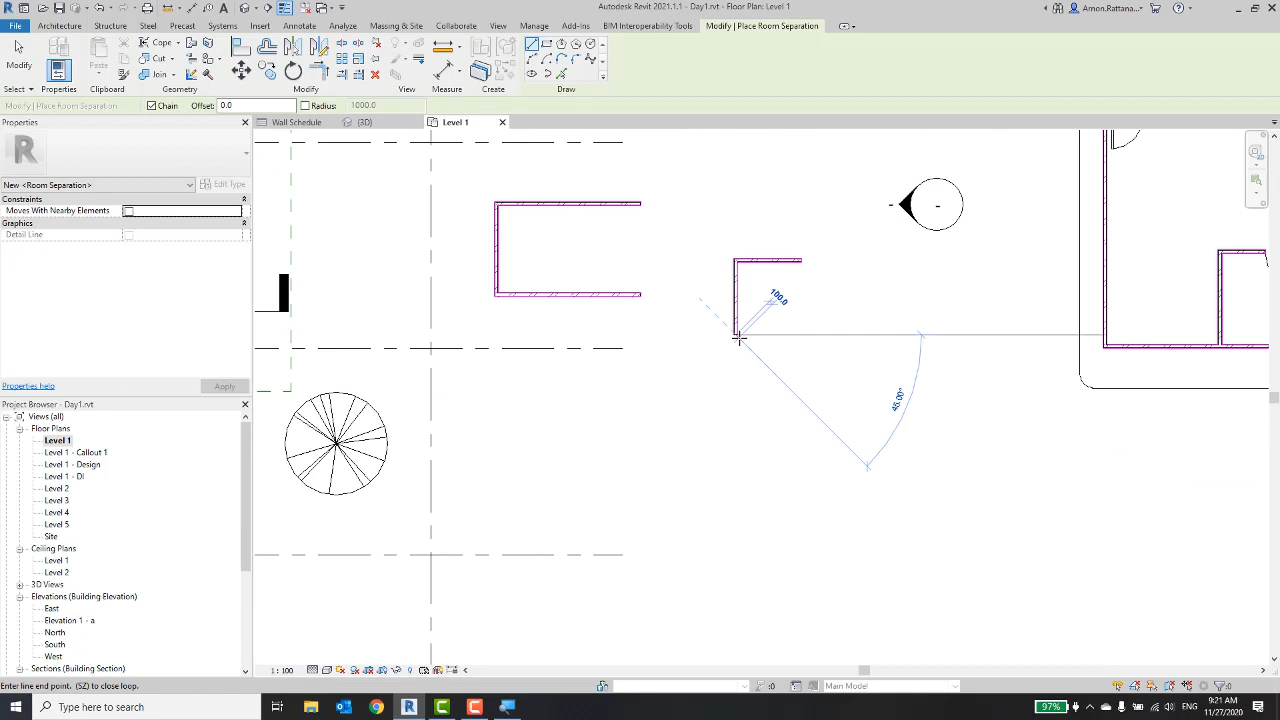 Autodesk Revit 2021.1.1 - Day1.rvt - Floor Plan: Level 1
Arnon.Rattana...
File
Architecture
Structure
Steel
Precast
Systems
Insert
Annotate
Analyze
Massing & Site
Collaborate
View
Manage
Add-Ins
BIM Interoperability Tools
Modify | Place Room Separation
Modify
Paste
Cope
Cut
Join
Select
Properties
Clipboard
Geometry
Modify
View
Measure
Create
Draw
Modify | Place Room Separation
Chain
Offset: 0.0
Radius: 1000.0
Properties
Wall Schedule
{3D}
Level 1
New <Room Separation>
Edit Type
Constraints
Moves With Nearby Elements
Graphics
Detail Line
100.0
45.00°
Properties help
Apply
Project Browser - Day1.rvt
Views (all)
Floor Plans
Level 1
Level 1 - Callout 1
Level 1 - Design
Level 1 - DI
Level 2
Level 3
Level 4
Level 5
Site
Ceiling Plans
Level 1
Level 2
3D Views
Elevations (Building Elevation)
East
Elevation 1 - a
North
South
West
Sections (Building Section)
1 : 100
Enter line end point. (SZ) to close loop.
:0
Main Model
:0
Type here to search
97%
ENG
9:21 AM
11/27/2020